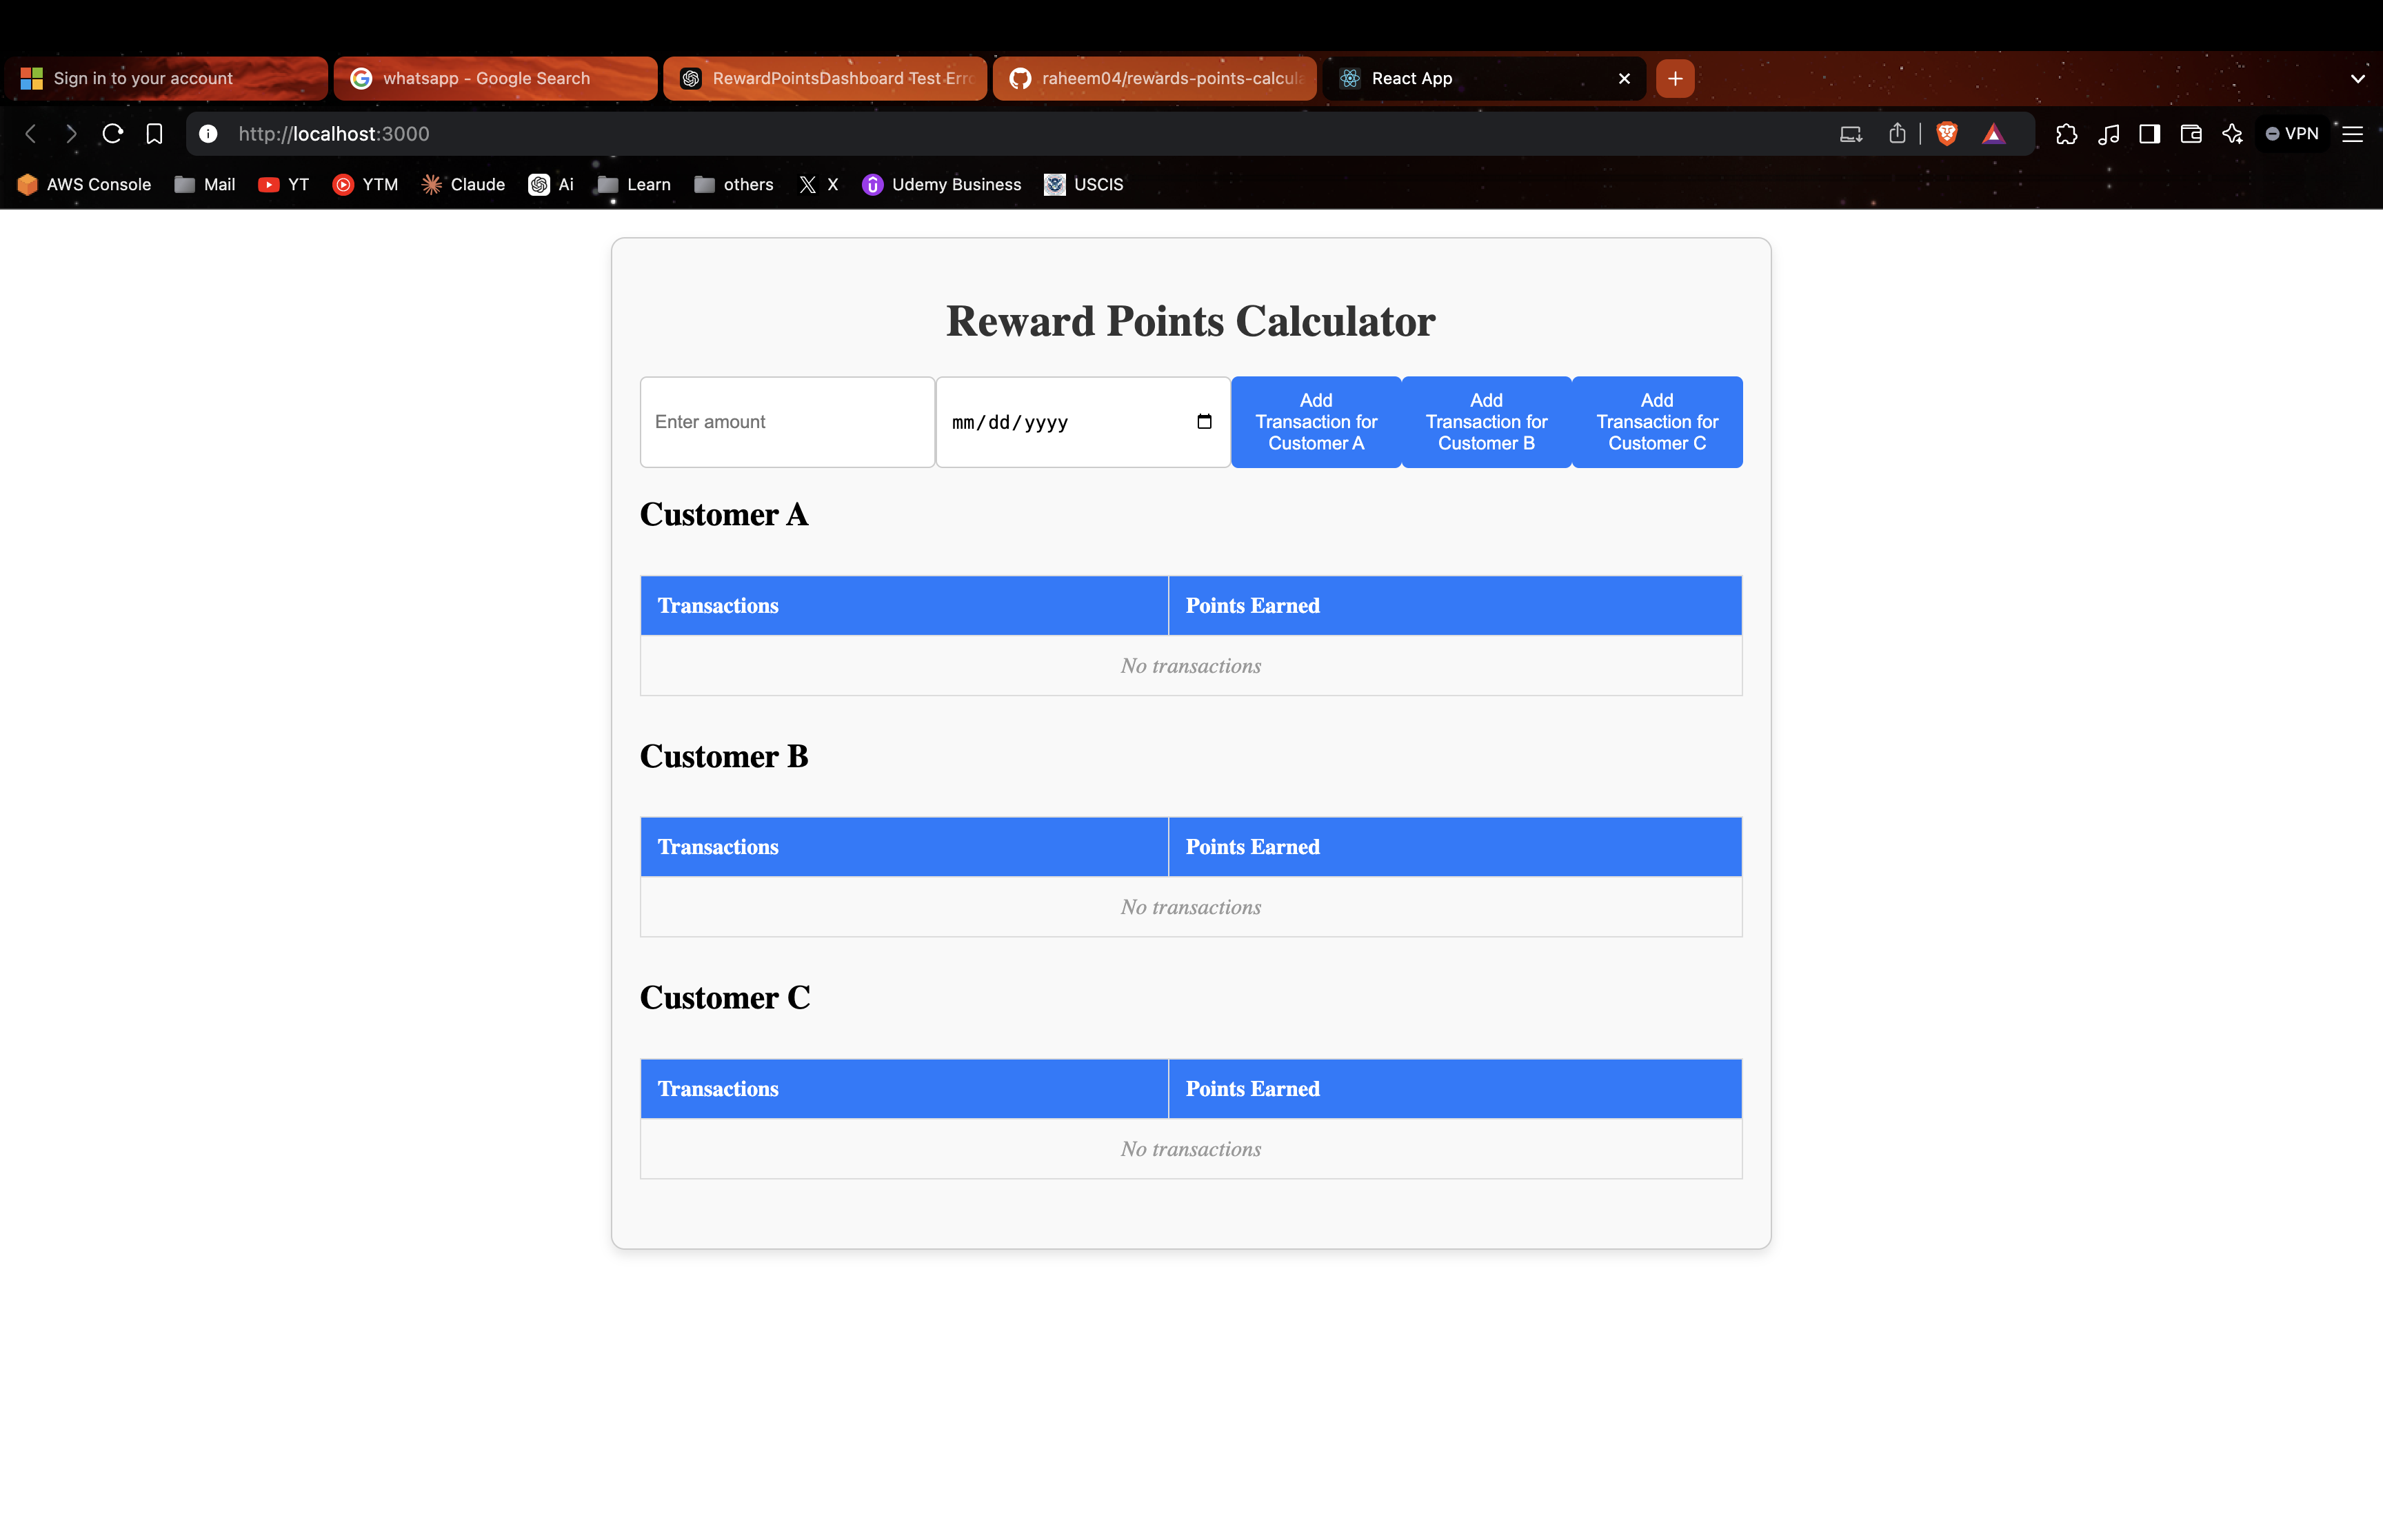 Sign in to your account
whatsapp - Google Search
RewardPointsDashboard Test Erro
raheem04/rewards-points-calcula
React App
http://localhost:3000
VPN
AWS Console
Mail
YT
YTM
Claude
Ai
Learn
others
X
Udemy Business
USCIS
Reward Points Calculator
Enter amount
mm/dd/yyyy
Add
Transaction for
Customer A
Add
Transaction for
Customer B
Add
Transaction for
Customer C
Customer A
Transactions Points Earned
No transactions
Customer B
Transactions Points Earned
No transactions
Customer C
Transactions Points Earned
No transactions